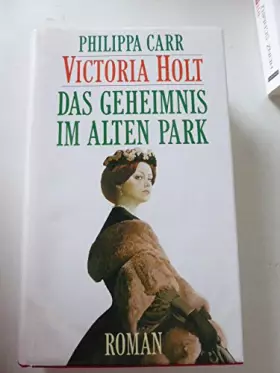 PHILIPPA CARR
VICTORIA HOLT
DAS GEHEIMNIS
IM ALTEN PARK
ROMAN